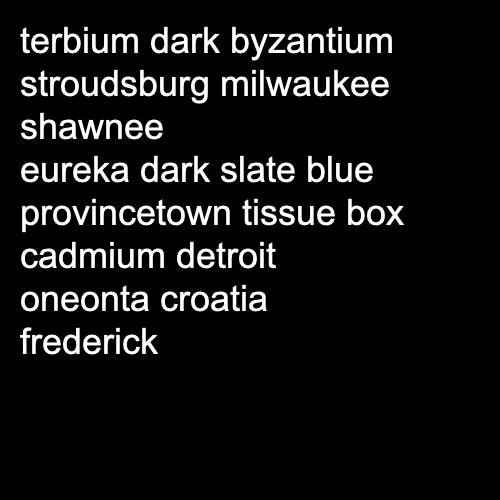 terbium dark byzantium
stroudsburg milwaukee
shawnee
eureka dark slate blue
provincetown tissue box
cadmium detroit
oneonta croatia
frederick